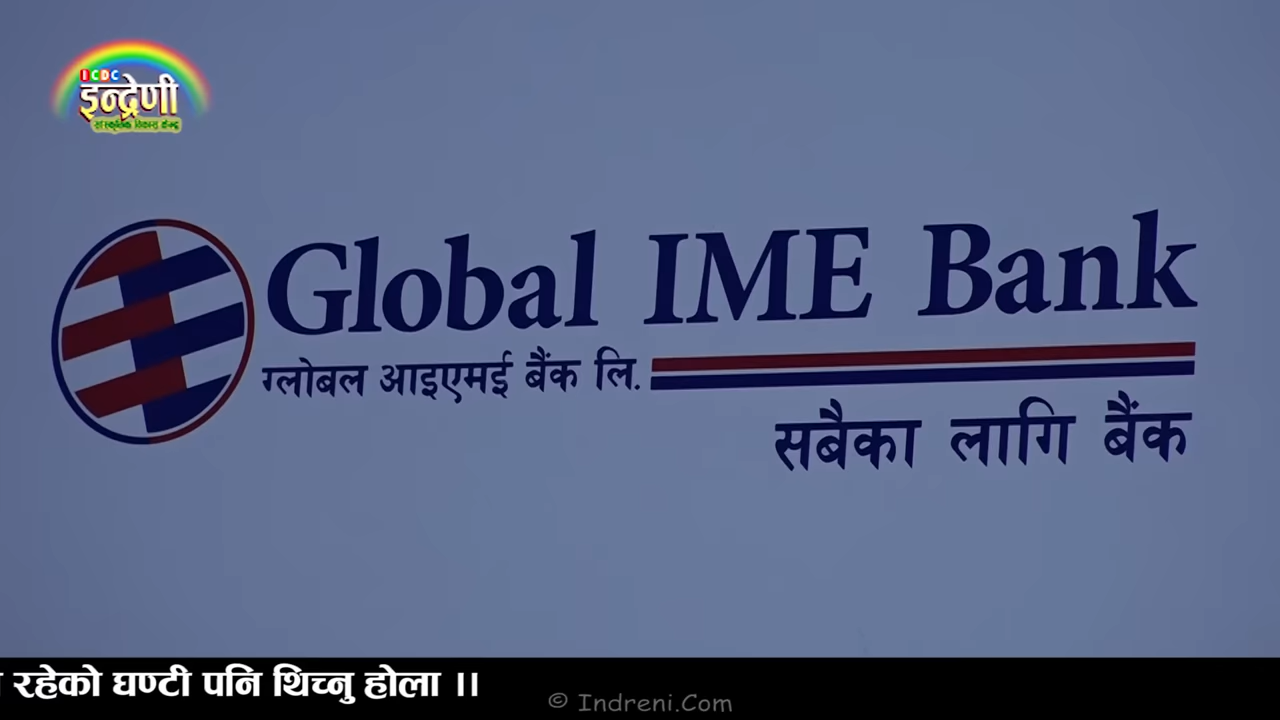 ICDC
इन्द्रेणी
सांस्कृतिक विकास केन्द्र
Global IME Bank
ग्लोबल आइएमई बैंक लि.
सबैका लागि बैंक
रहेको घण्टी पनि थिच्नु होला ।।
© Indreni.Com